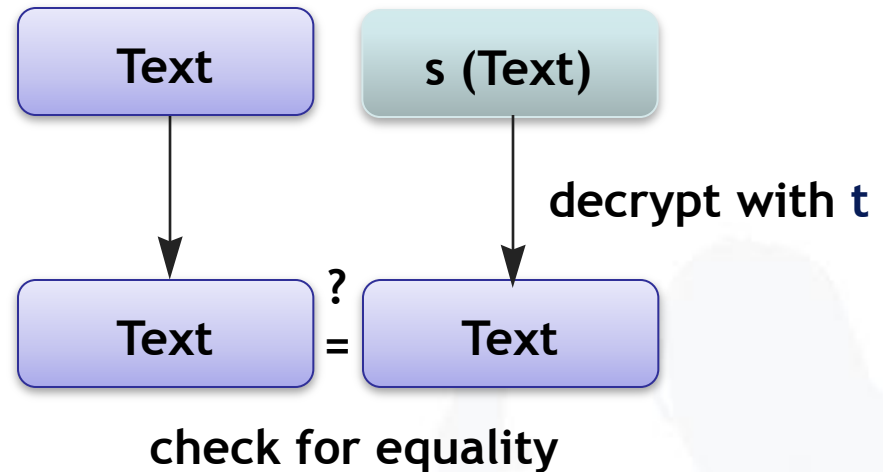 Text
s (Text)
decrypt with t
Text
?
=
Text
check for equality